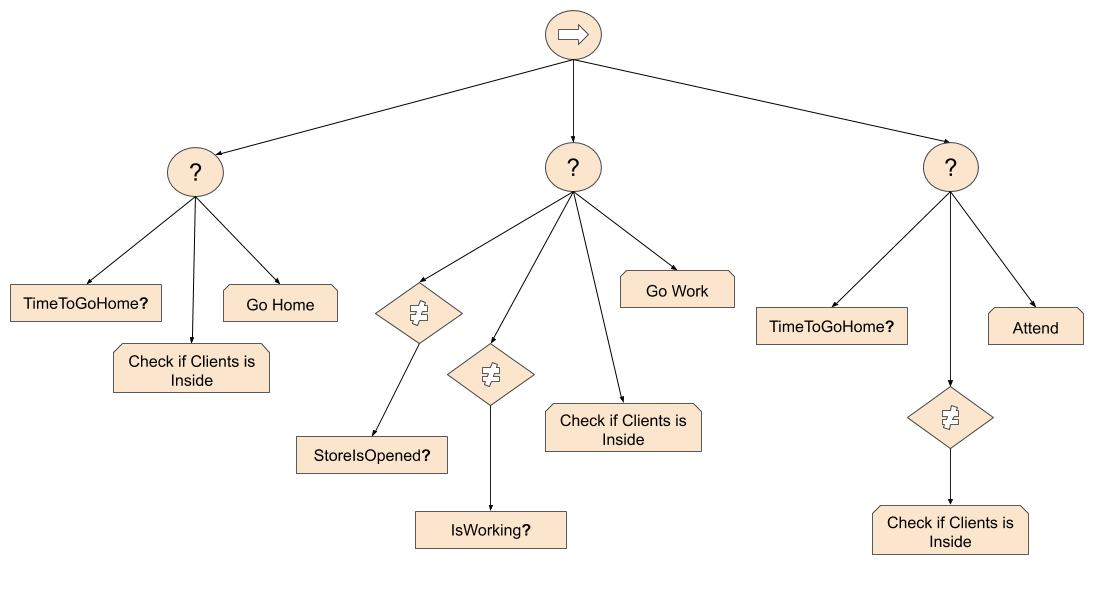 ?
?
?
TimeToGoHome?
Go Home
Check if Clients is
Inside
≠
≠
Go Work
StoreIsOpened?
IsWorking?
Check if Clients is
Inside
TimeToGoHome?
Attend
≠
Check if Clients is
Inside